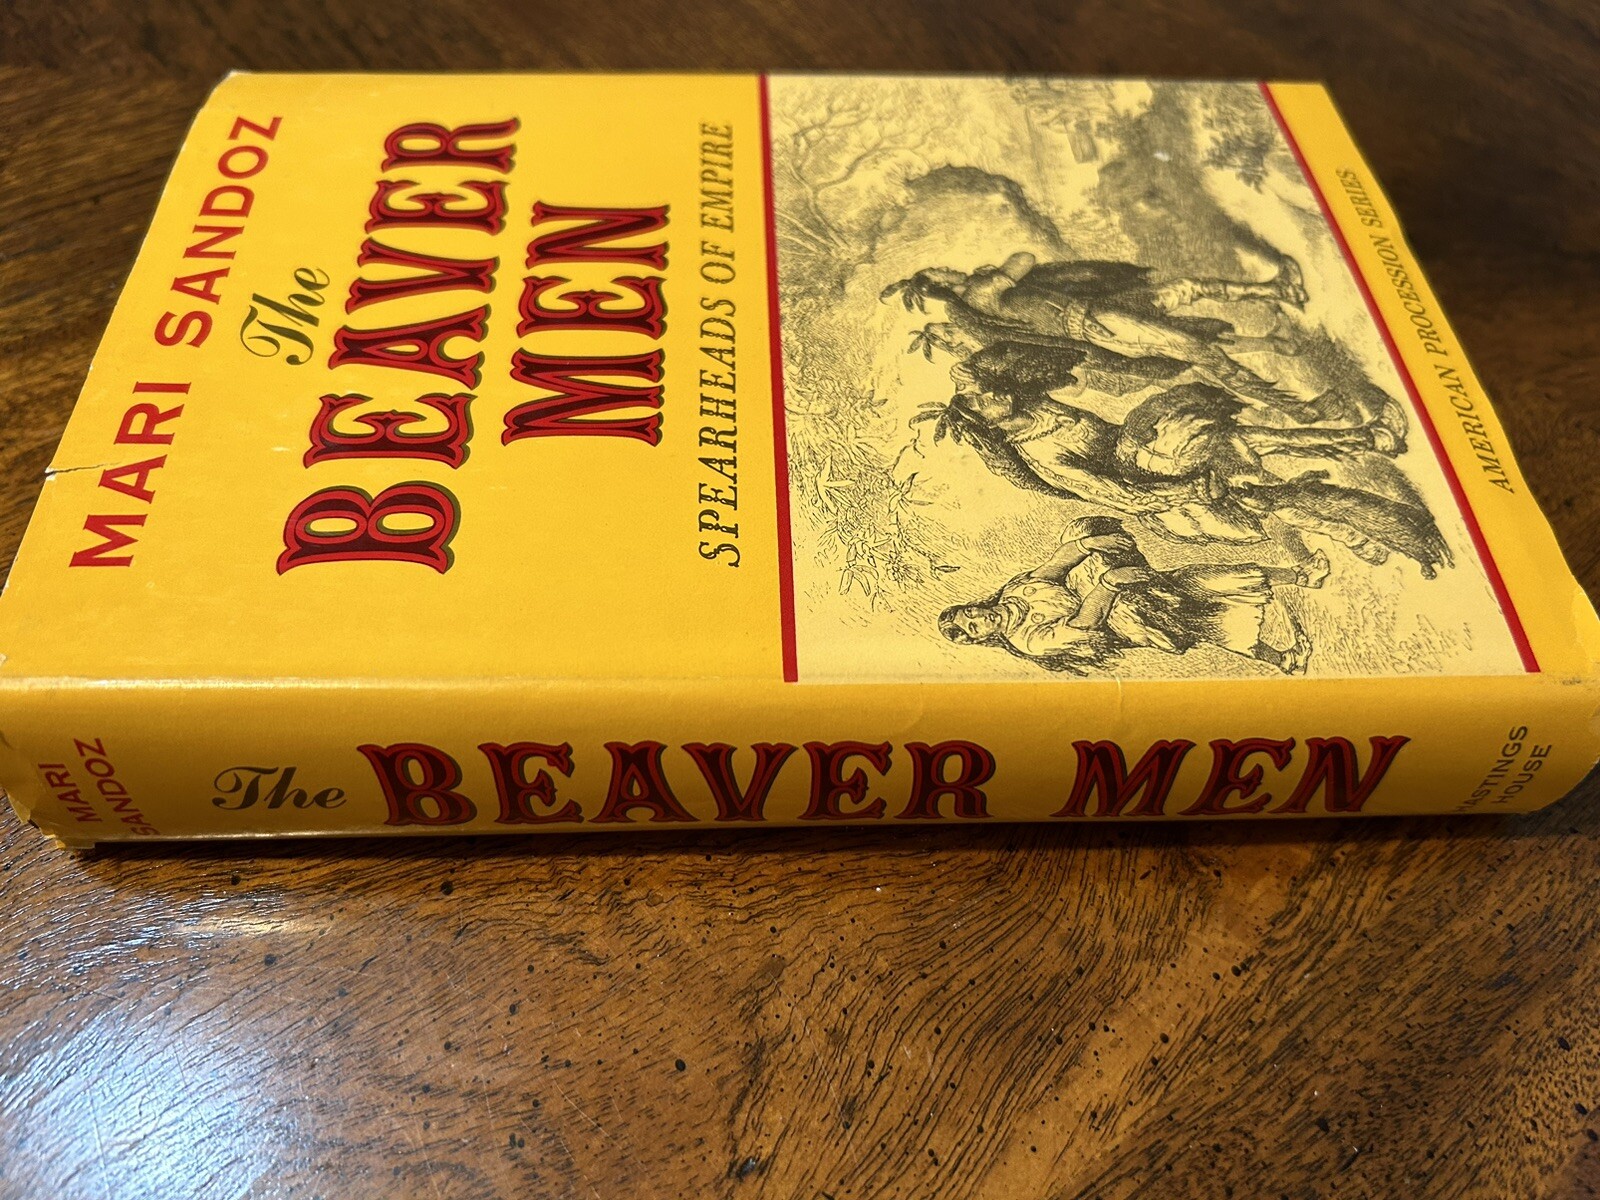 MARI SANDOZ
The
BEAVER
MEN
SPEARHEADS OF EMPIRE
AMERICAN PROCESSION SERIES
MARI
SANDOZ
The BEAVER MEN
HASTINGS
HOUSE